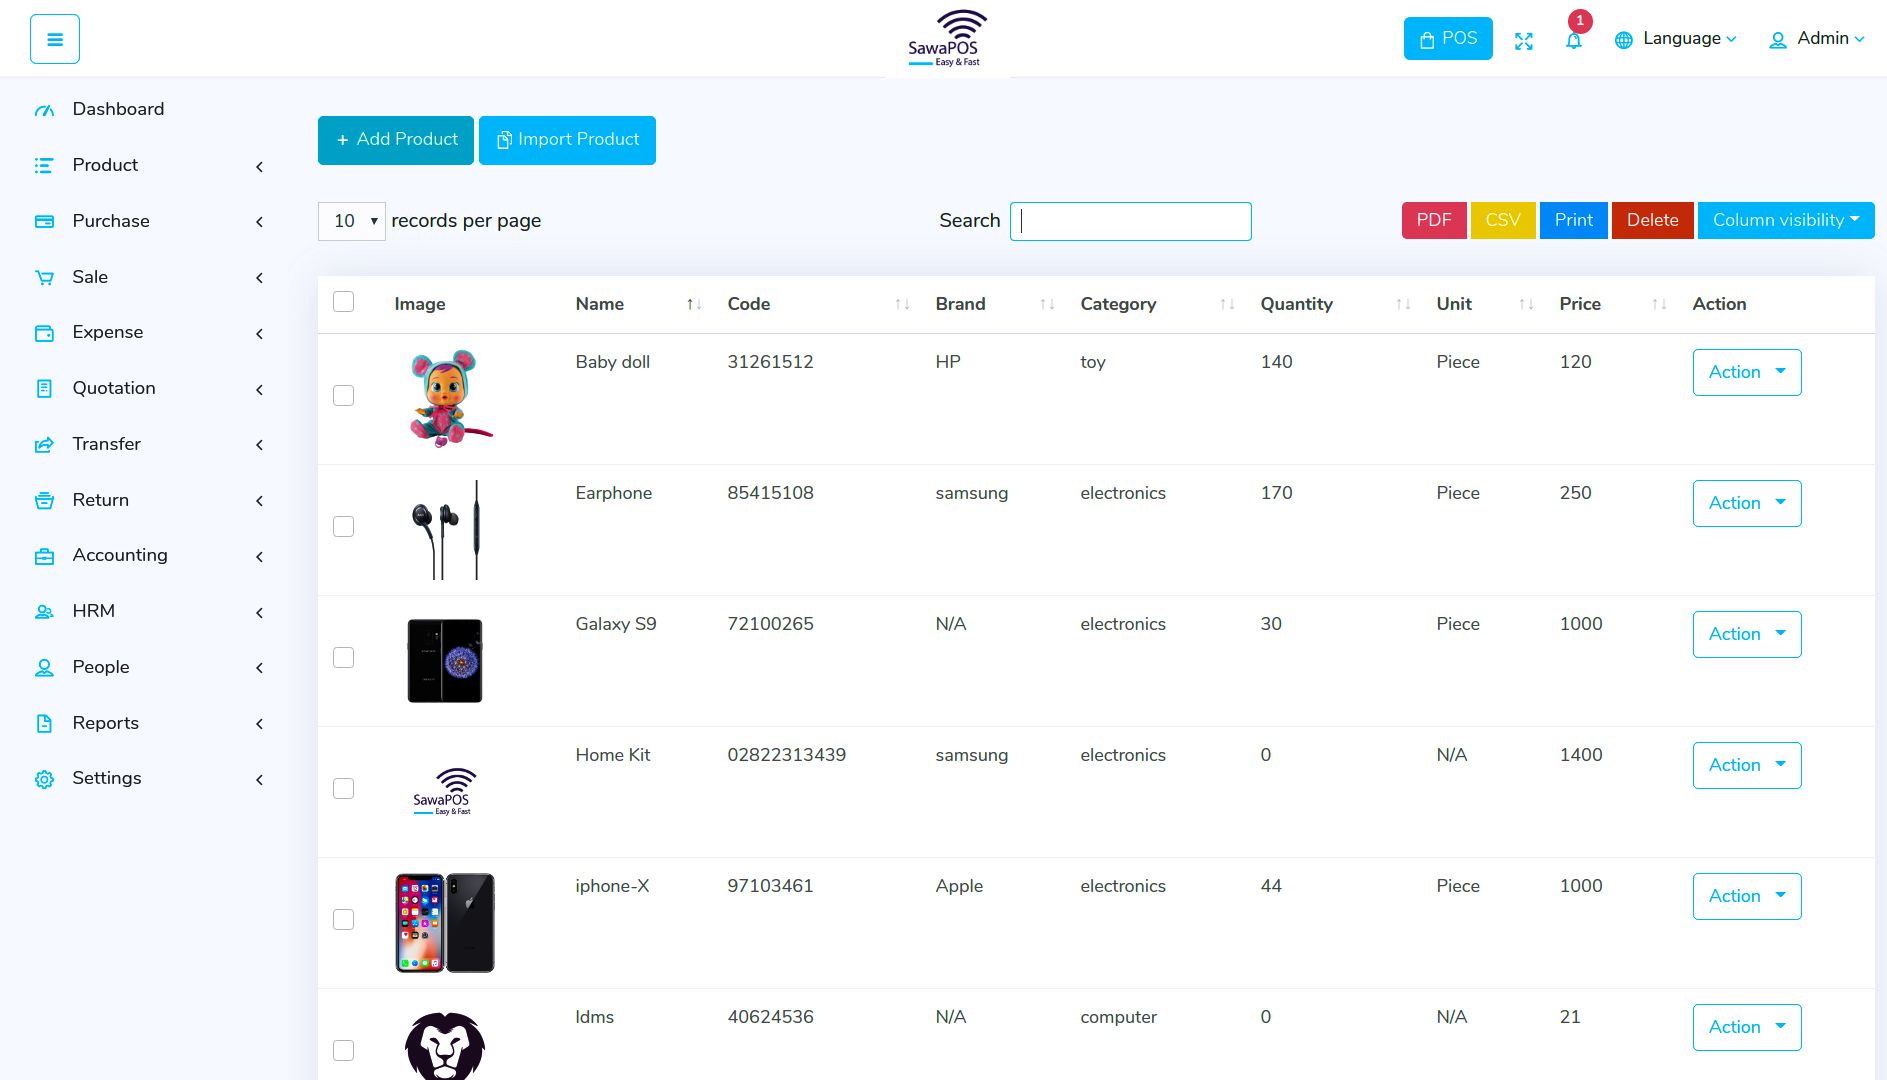 SawaPOS
Easy & Fast
POS
1
Language
Admin
Dashboard
Product
Purchase
Sale
Expense
Quotation
Transfer
Return
Accounting
HRM
People
Reports
Settings
+ Add Product
Import Product
10 records per page
Search
PDF
CSV
Print
Delete
Column visibility
Image Name Code Brand Category Quantity Unit Price Action
Baby doll 31261512 HP toy 140 Piece 120 Action
Earphone 85415108 samsung electronics 170 Piece 250 Action
Galaxy S9 72100265 N/A electronics 30 Piece 1000 Action
Home Kit 02822313439 samsung electronics 0 N/A 1400 Action
SawaPOS
Easy & Fast
iphone-X 97103461 Apple electronics 44 Piece 1000 Action
ldms 40624536 N/A computer 0 N/A 21 Action